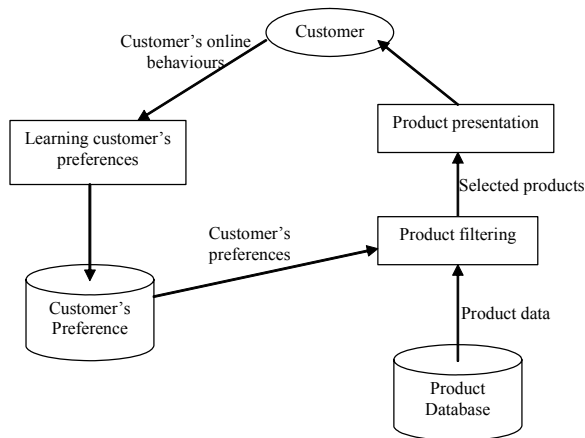 Customer
Customer's online
behaviours
Learning customer's
preferences
Product presentation
Selected products
Customer's
preferences
Product filtering
Customer's
Preference
Product data
Product
Database